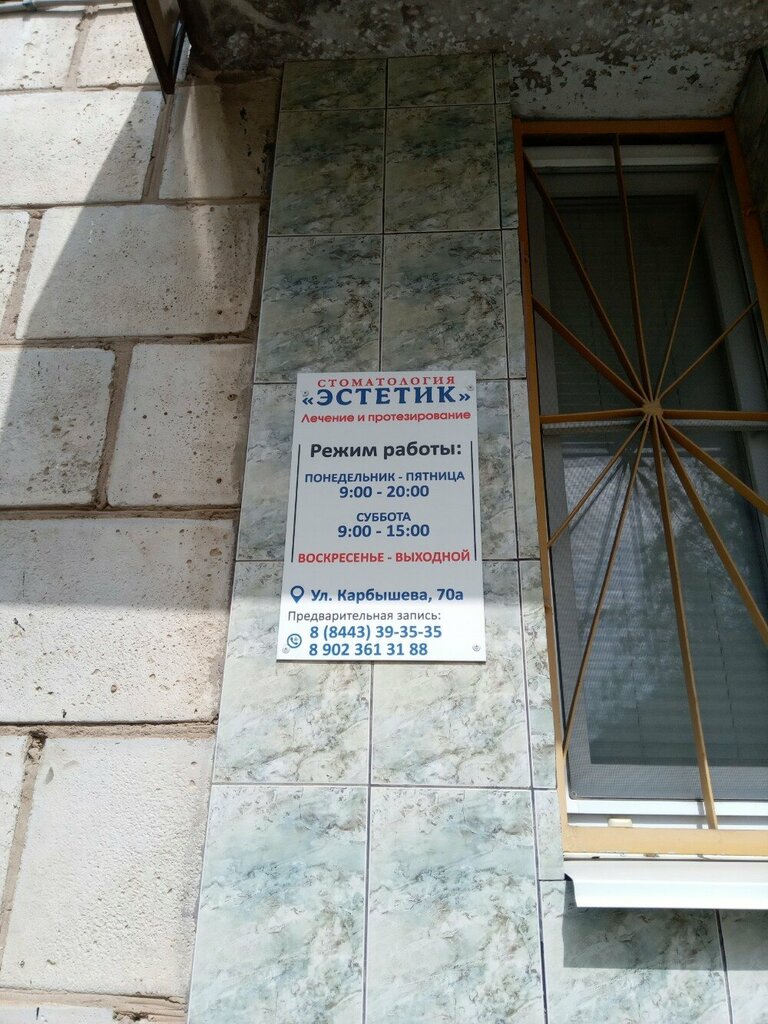 СТОМАТОЛОГИЯ
«ЭСТЕТИК»
Лечение и протезирование
Режим работы:
ПОНЕДЕЛЬНИК - ПЯТНИЦА
9:00 - 20:00
СУББОТА
9:00 - 15:00
ВОСКРЕСЕНЬЕ - ВЫХОДНОЙ
Ул. Карбышева, 70а
Предварительная запись:
8 (8443) 39-35-35
8 902 361 31 88